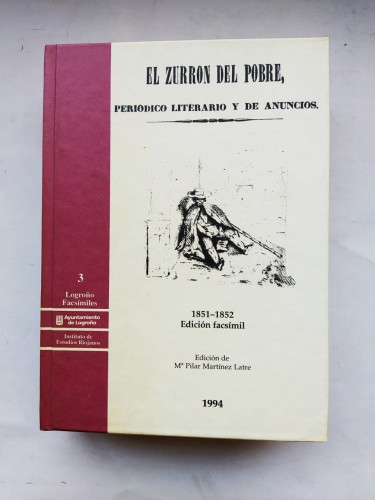 EL ZURRON DEL POBRE,
PERIÓDICO LITERARIO Y DE ANUNCIOS.
1851–1852
Edición facsímil
Edición de
Mª Pilar Martínez Latre
1994
3
Logroño
Facsímiles
Ayuntamiento
de Logroño
Instituto de
Estudios Riojanos